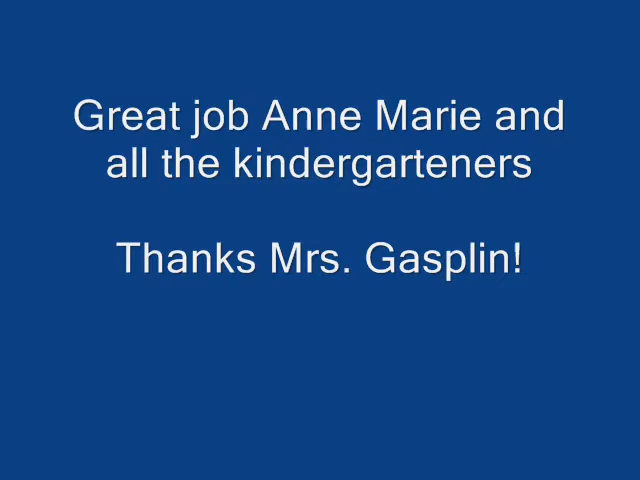 Great job Anne Marie and
all the kindergarteners
Thanks Mrs. Gasplin!